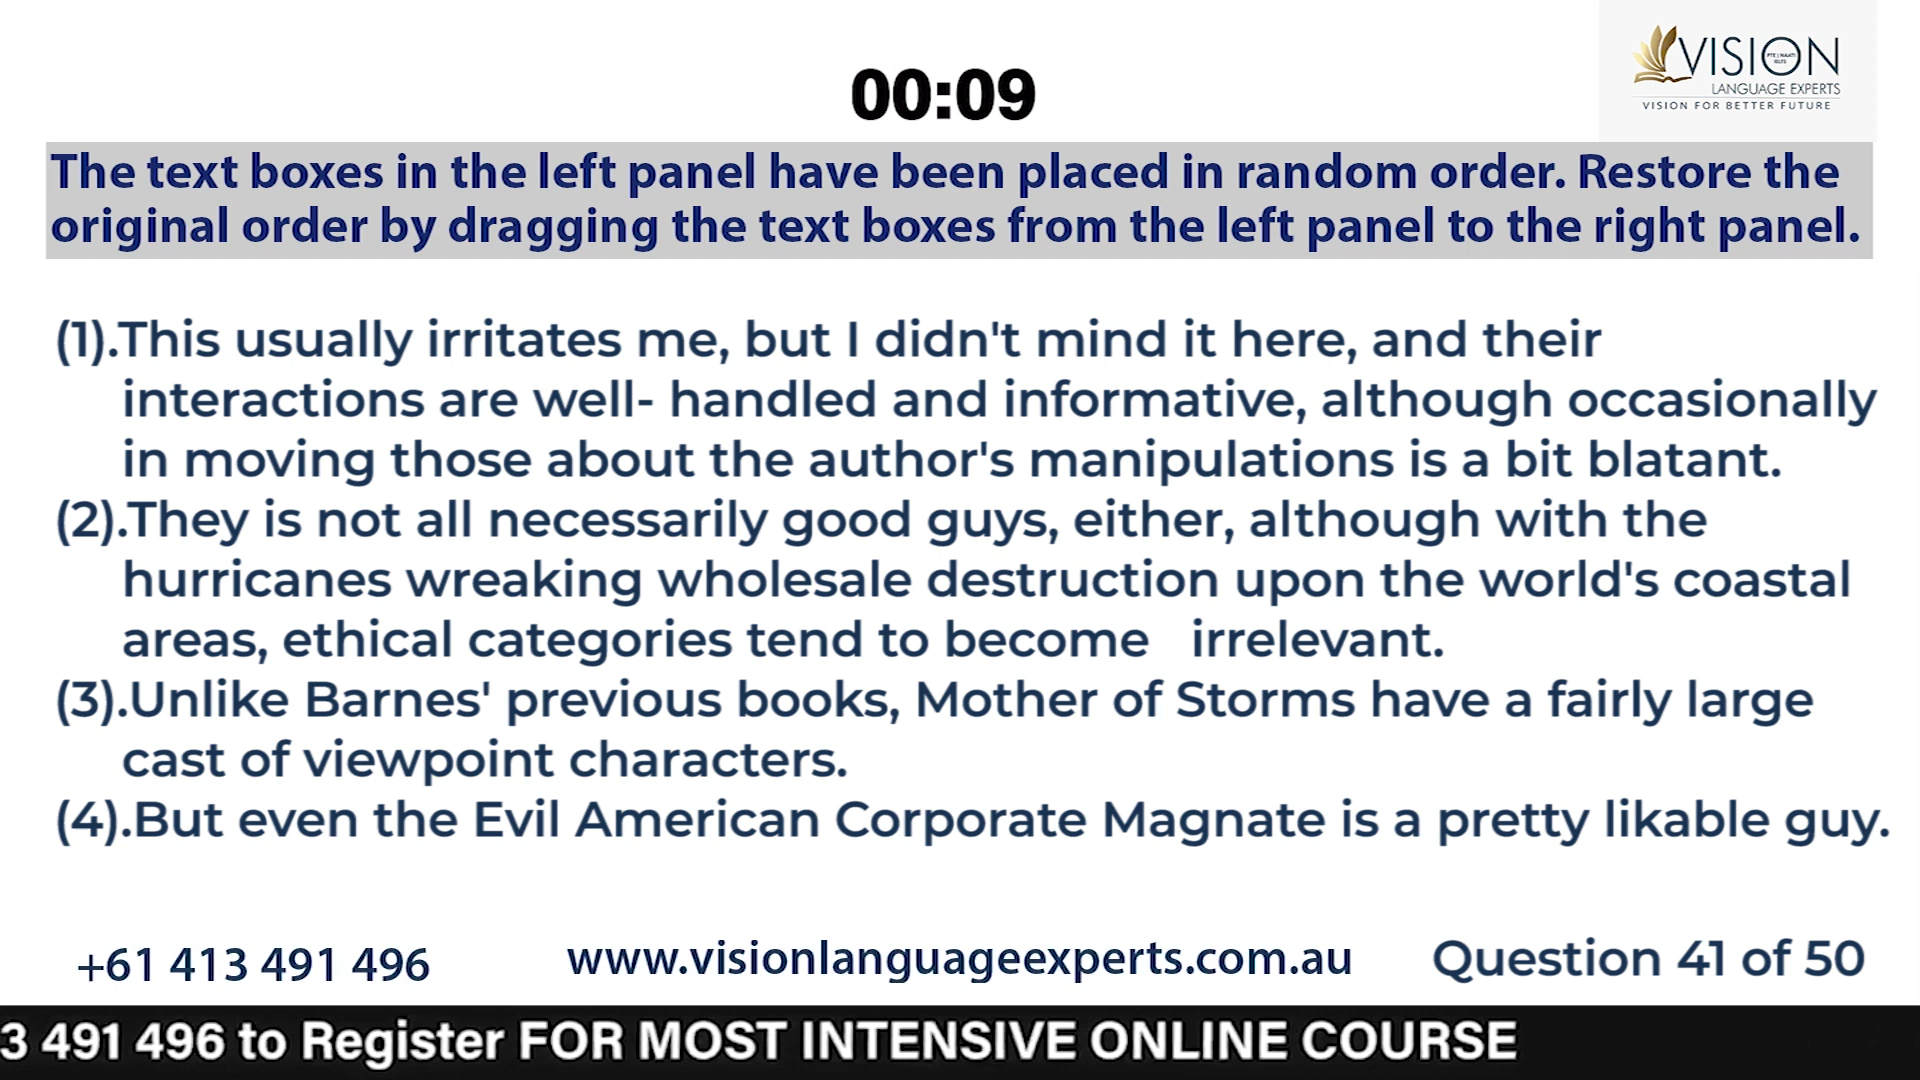 VISION
PTE | NAATI
IELTS
LANGUAGE EXPERTS
VISION FOR BETTER FUTURE
00:09
The text boxes in the left panel have been placed in random order. Restore the
original order by dragging the text boxes from the left panel to the right panel.
(1).This usually irritates me, but I didn't mind it here, and their
interactions are well- handled and informative, although occasionally
in moving those about the author's manipulations is a bit blatant.
(2).They is not all necessarily good guys, either, although with the
hurricanes wreaking wholesale destruction upon the world's coastal
areas, ethical categories tend to become irrelevant.
(3).Unlike Barnes' previous books, Mother of Storms have a fairly large
cast of viewpoint characters.
(4).But even the Evil American Corporate Magnate is a pretty likable guy.
+61 413 491 496
www.visionlanguageexperts.com.au
Question 41 of 50
3 491 496 to Register FOR MOST INTENSIVE ONLINE COURSE